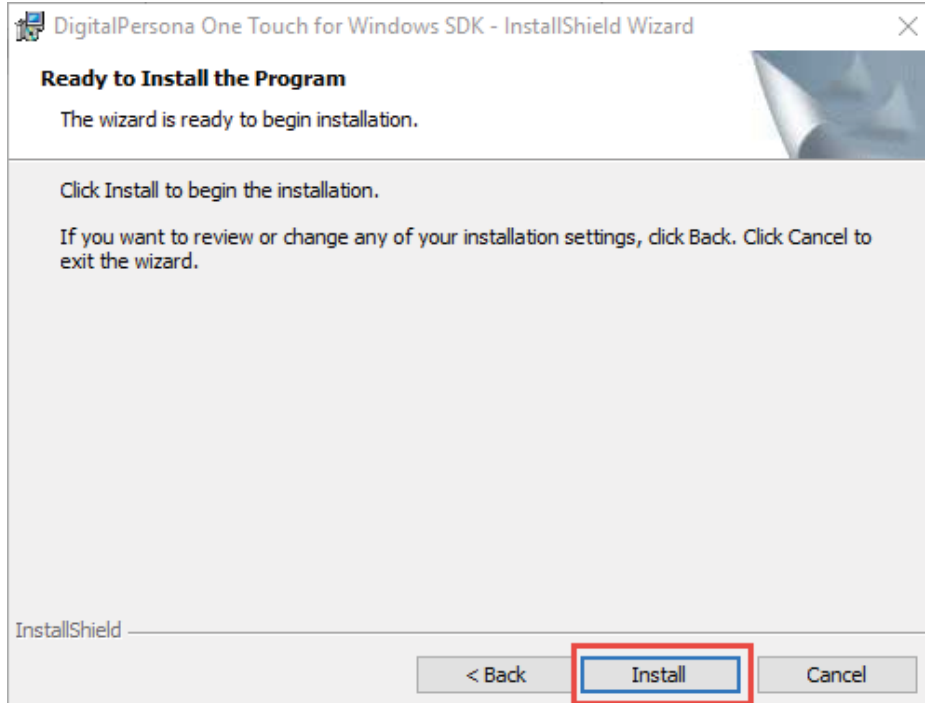 DigitalPersona One Touch for Windows SDK - InstallShield Wizard
Ready to Install the Program
The wizard is ready to begin installation.
Click Install to begin the installation.
If you want to review or change any of your installation settings, click Back. Click Cancel to
exit the wizard.
InstallShield
< Back
Install
Cancel